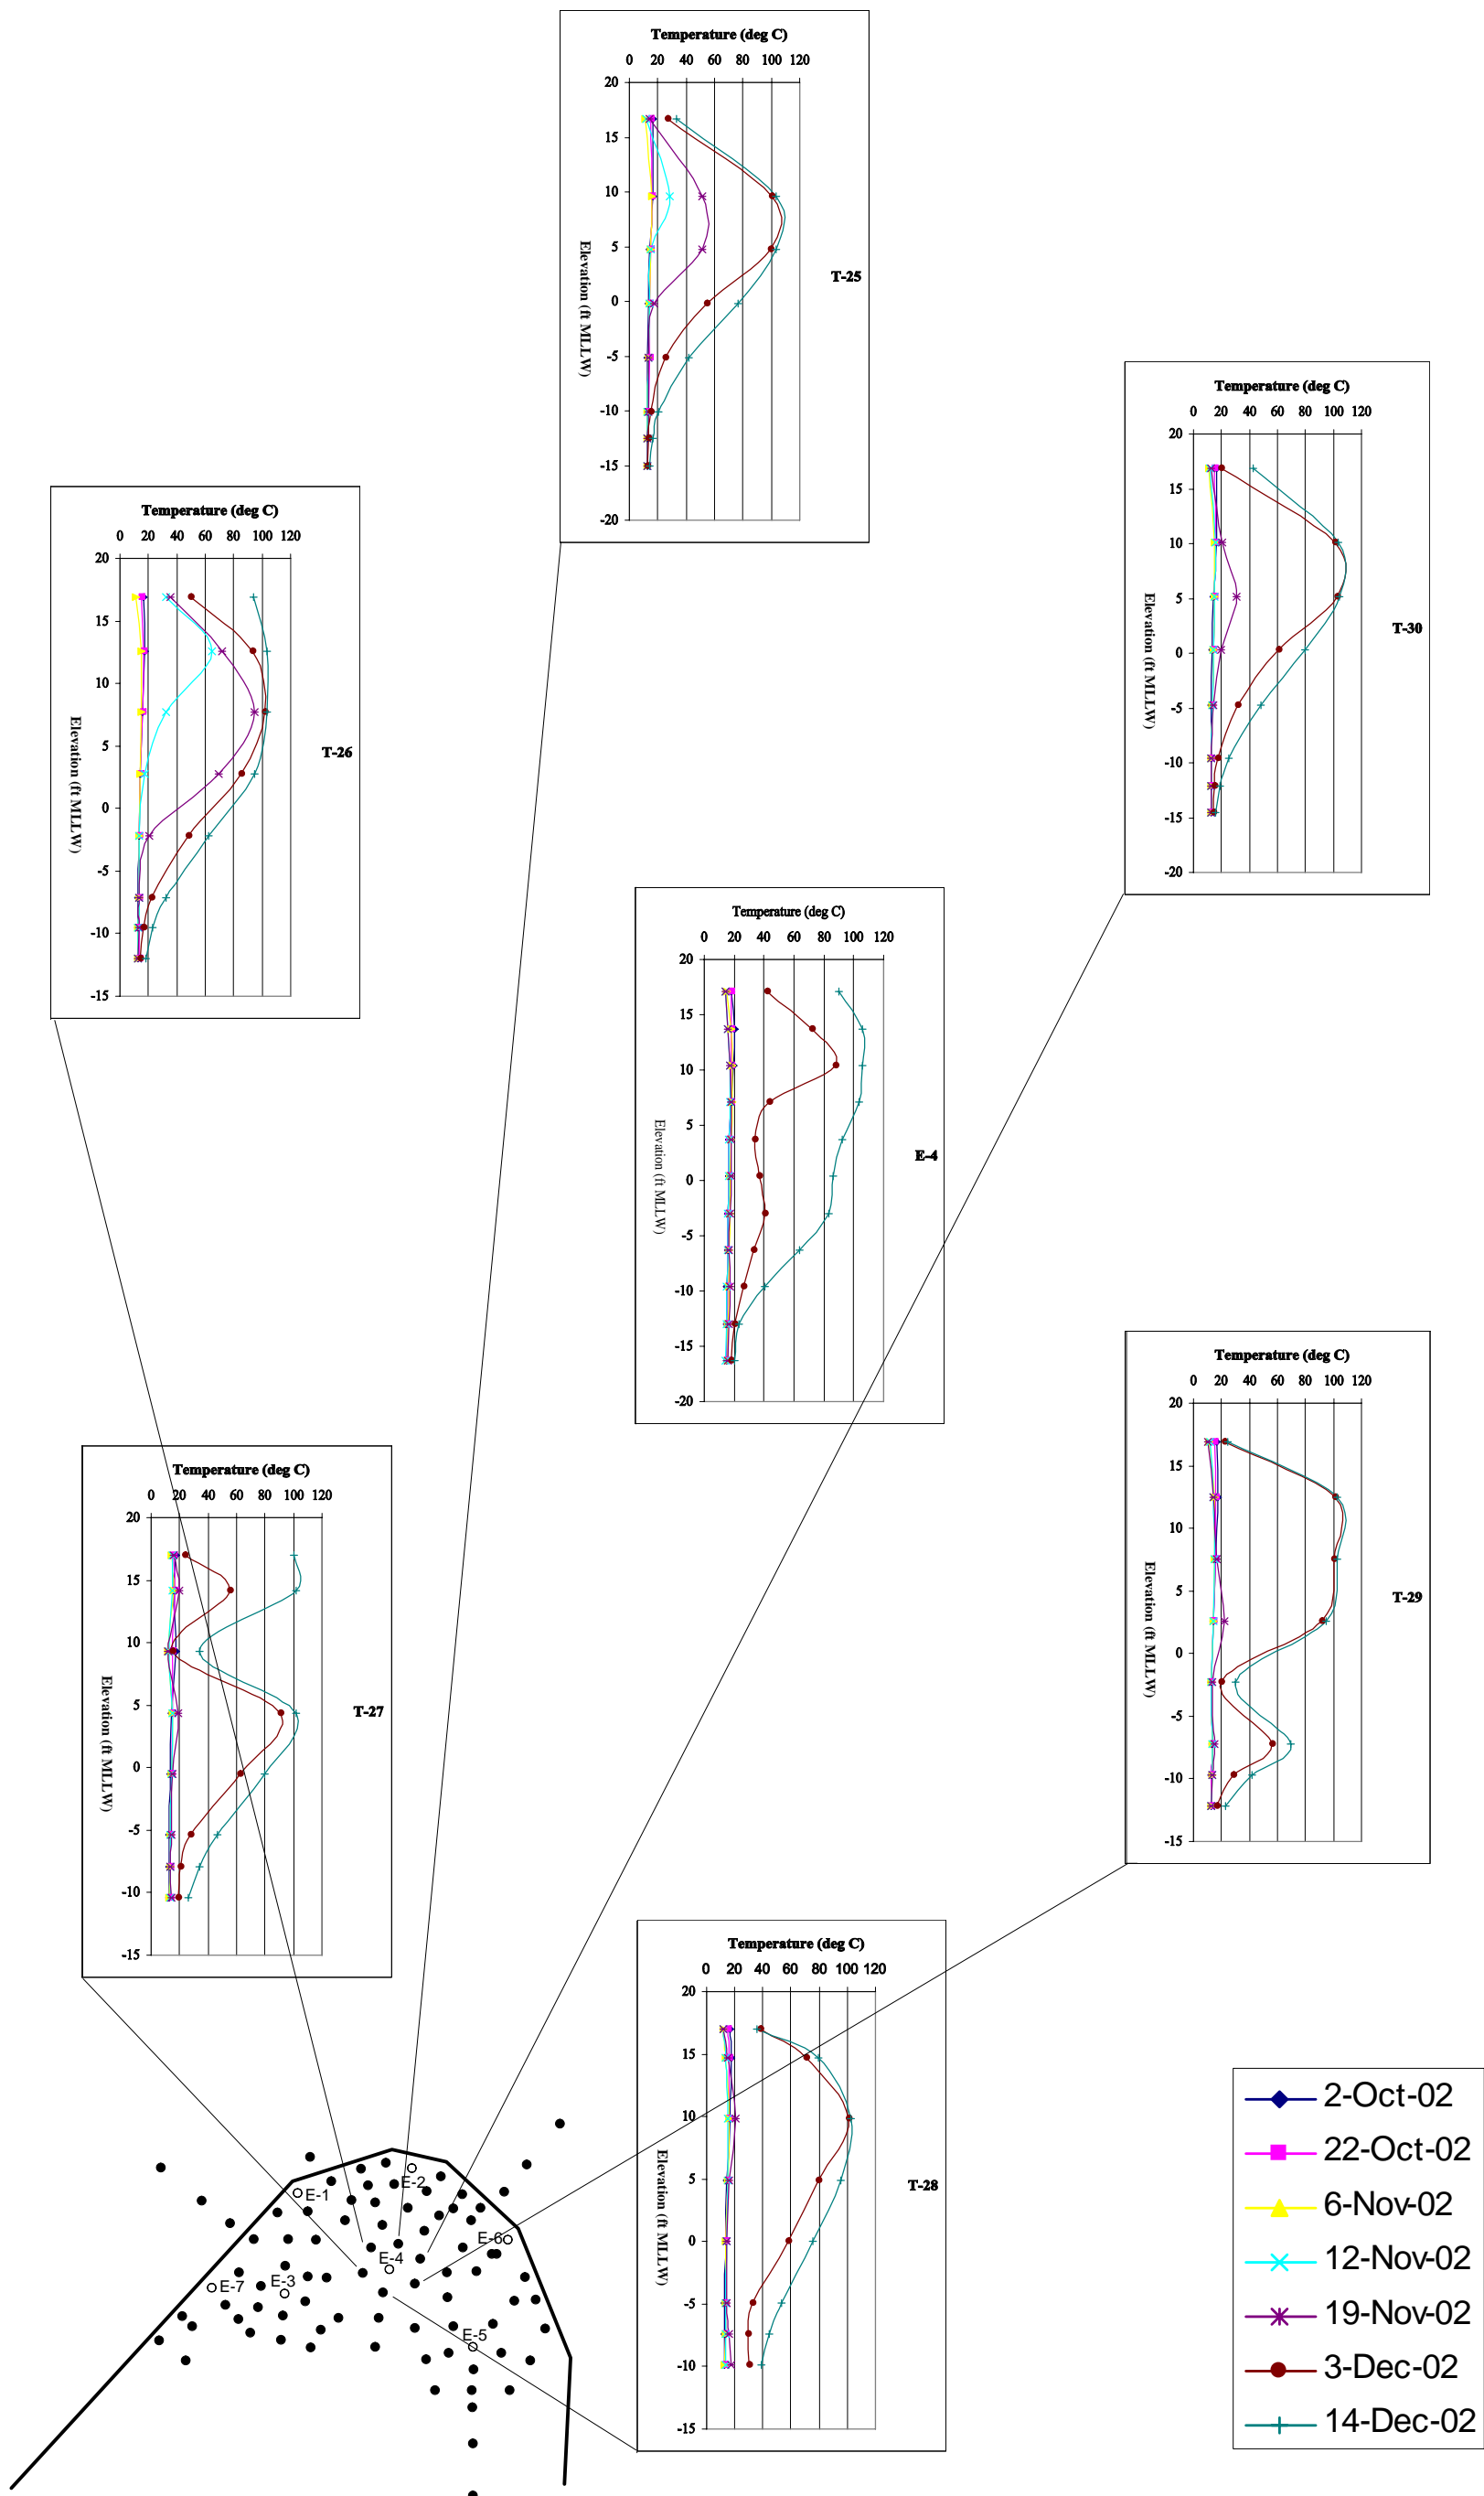 Temperature (deg C)
0 20 40 60 80 100 120
20
15
10
5
0
-5
-10
-15
-20
Elevation (ft MLLW)
T-25
Temperature (deg C)
0 20 40 60 80 100 120
20
15
10
5
0
-5
-10
-15
-20
Elevation (ft MLLW)
T-30
Temperature (deg C)
0 20 40 60 80 100 120
20
15
10
5
0
-5
-10
-15
Elevation (ft MLLW)
T-26
Temperature (deg C)
0 20 40 60 80 100 120
20
15
10
5
0
-5
-10
-15
-20
Elevation (ft MLLW)
E-4
Temperature (deg C)
0 20 40 60 80 100 120
20
15
10
5
0
-5
-10
-15
Elevation (ft MLLW)
T-29
Temperature (deg C)
0 20 40 60 80 100 120
20
15
10
5
0
-5
-10
-15
Elevation (ft MLLW)
T-27
Temperature (deg C)
0 20 40 60 80 100 120
20
15
10
5
0
-5
-10
-15
Elevation (ft MLLW)
T-28
2-Oct-02
22-Oct-02
6-Nov-02
12-Nov-02
19-Nov-02
3-Dec-02
14-Dec-02
E-2
E-1
E-6
E-4
E-7
E-3
E-5